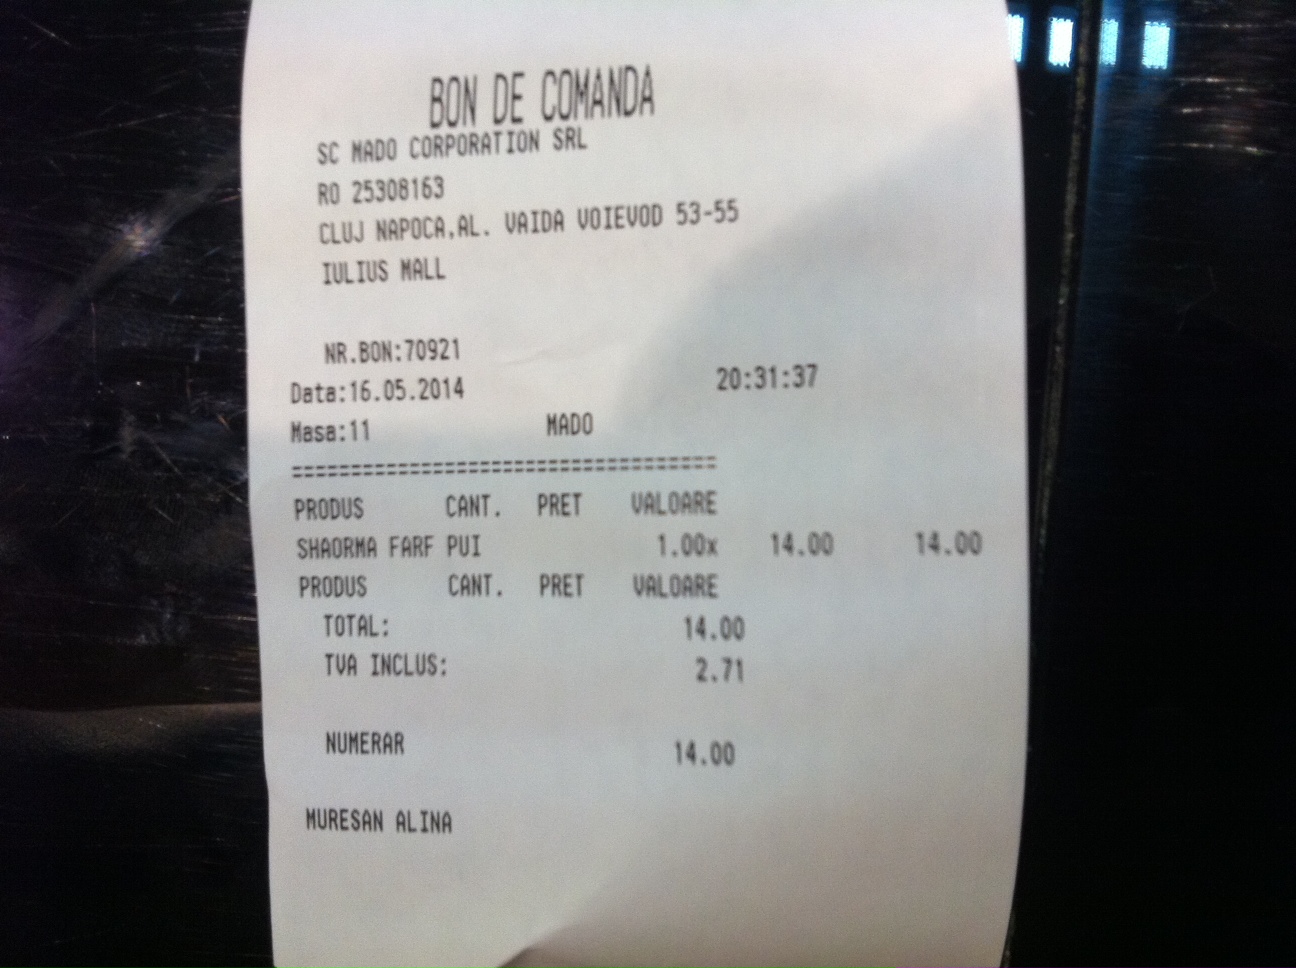 BON DE COMANDA
SC MADO CORPORATION SRL
RO 25308163
CLUJ NAPOCA,AL. VAIDA VOIEVOD 53-55
IULIUS MALL
NR.BON:70921
Data:16.05.2014 20:31:37
Masa:11 MADO
====================================
PRODUS CANT. PRET VALOARE
SHAORMA FARF PUI 1.00x 14.00 14.00
PRODUS CANT. PRET VALOARE
TOTAL: 14.00
TVA INCLUS: 2.71
NUMERAR 14.00
MURESAN ALINA